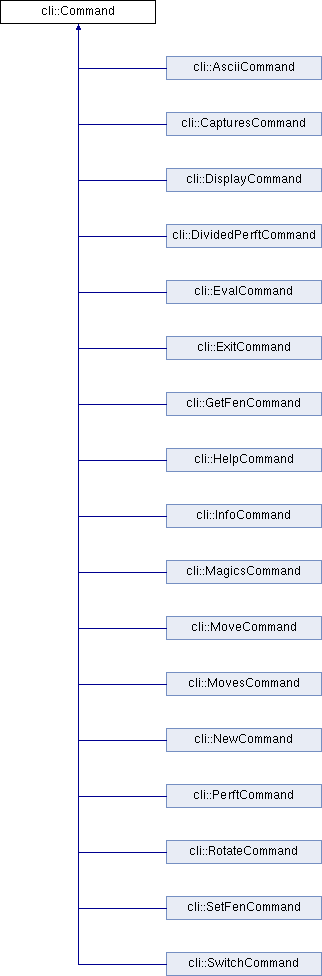 cli::Command
cli::AsciiCommand
cli::CapturesCommand
cli::DisplayCommand
cli::DividedPerftCommand
cli::EvalCommand
cli::ExitCommand
cli::GetFenCommand
cli::HelpCommand
cli::InfoCommand
cli::MagicsCommand
cli::MoveCommand
cli::MovesCommand
cli::NewCommand
cli::PerftCommand
cli::RotateCommand
cli::SetFenCommand
cli::SwitchCommand